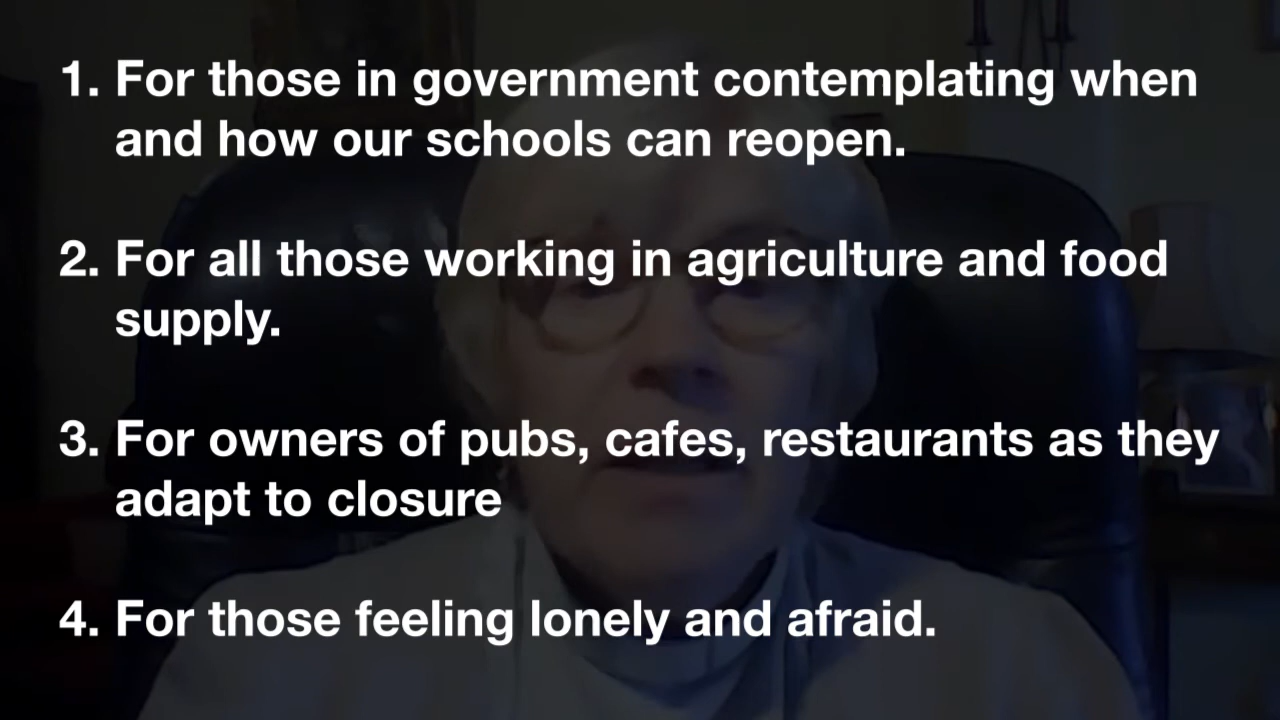 1. For those in government contemplating when
and how our schools can reopen.
2. For all those working in agriculture and food
supply.
3. For owners of pubs, cafes, restaurants as they
adapt to closure
4. For those feeling lonely and afraid.